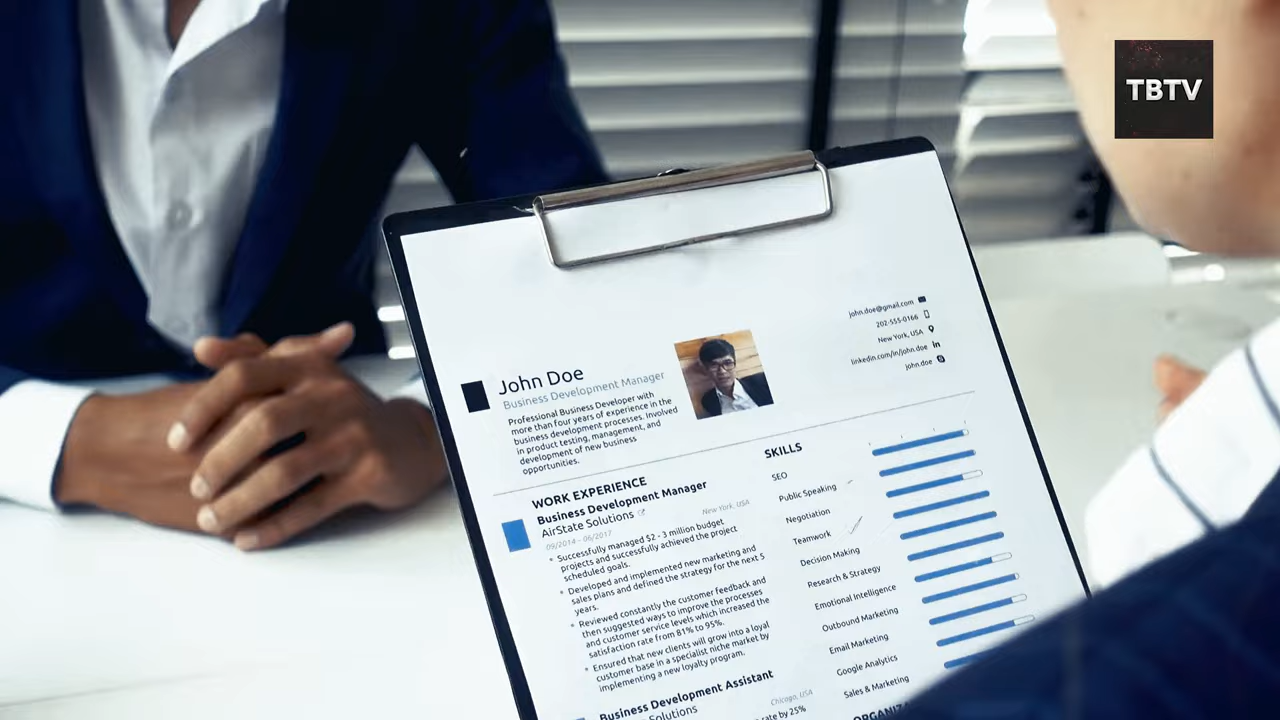 TBTV
john.doe@gmail.com
202-555-0166
New York, USA
linkedin.com/in/john.doe
john.doe
John Doe
Business Development Manager
Professional Business Developer with
more than four years of experience in the
business development processes. Involved
in product testing, management, and
development of new business
opportunities.
WORK EXPERIENCE
Business Development Manager
AirState Solutions
New York, USA
09/2014 - 06/2017
Successfully managed $2 - 3 million budget
projects and successfully achieved the project
scheduled goals.
Developed and implemented new marketing and
sales plans and defined the strategy for the next 5
years.
Reviewed constantly the customer feedback and
then suggested ways to improve the processes
and customer service levels which increased the
satisfaction rate from 81% to 95%.
Ensured that new clients will grow into a loyal
customer base in a specialist niche market by
implementing a new loyalty program.
Business Development Assistant
Solutions
Chicago, USA
rate by 25%
SKILLS
SEO
Public Speaking
Negotiation
Teamwork
Decision Making
Research & Strategy
Emotional Intelligence
Outbound Marketing
Email Marketing
Google Analytics
Sales & Marketing